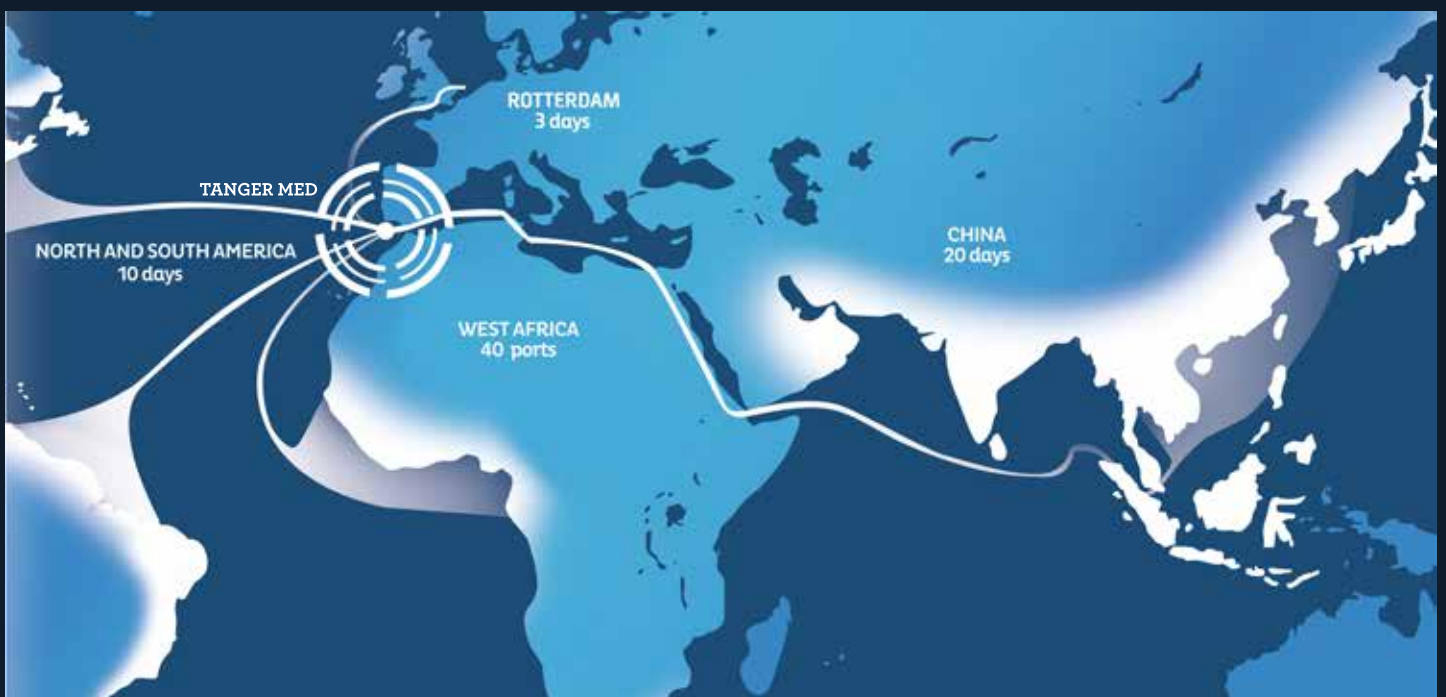 ROTTERDAM
3 days
TANGER MED
NORTH AND SOUTH AMERICA
10 days
CHINA
20 days
WEST AFRICA
40 ports